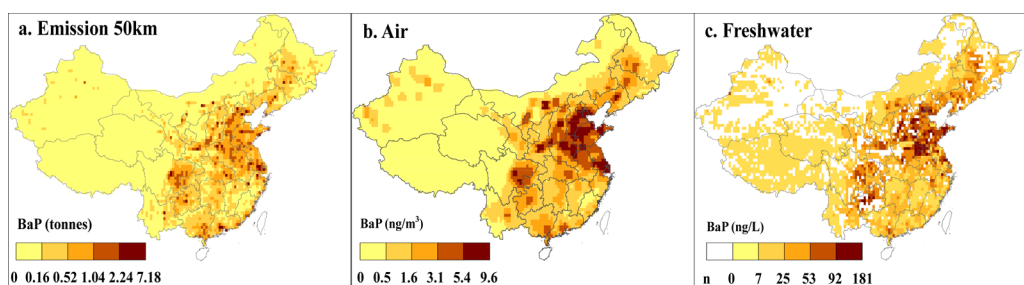 a. Emission 50km
BaP (tonnes)
0 0.16 0.52 1.04 2.24 7.18
b. Air
BaP (ng/m³)
0 0.5 1.6 3.1 5.4 9.6
c. Freshwater
BaP (ng/L)
n 0 7 25 53 92 181